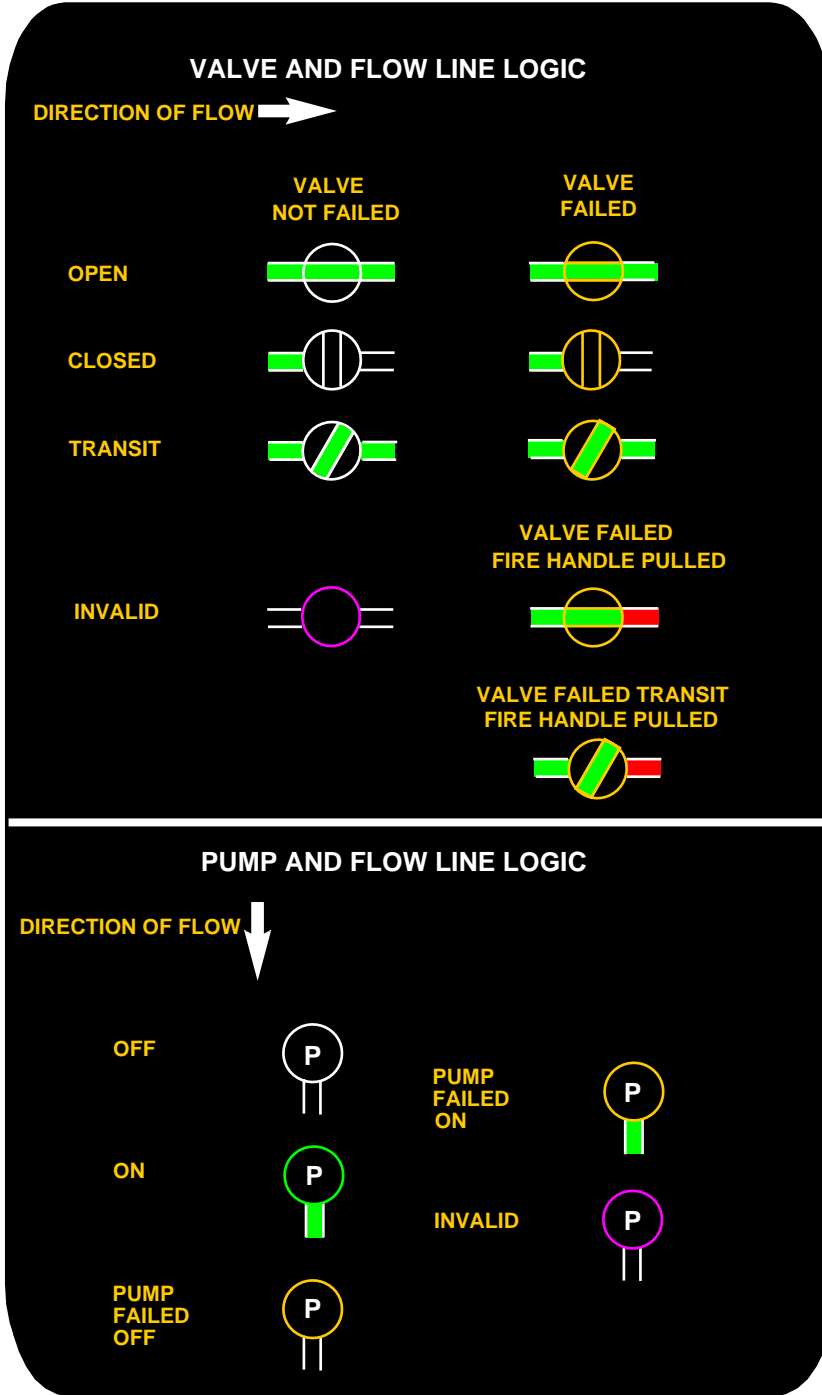 VALVE AND FLOW LINE LOGIC
DIRECTION OF FLOW
VALVE
NOT FAILED
VALVE
FAILED
OPEN
CLOSED
TRANSIT
VALVE FAILED
FIRE HANDLE PULLED
INVALID
VALVE FAILED TRANSIT
FIRE HANDLE PULLED
PUMP AND FLOW LINE LOGIC
DIRECTION OF FLOW
OFF
P
PUMP
FAILED
ON
P
ON
P
INVALID
P
PUMP
FAILED
OFF
P